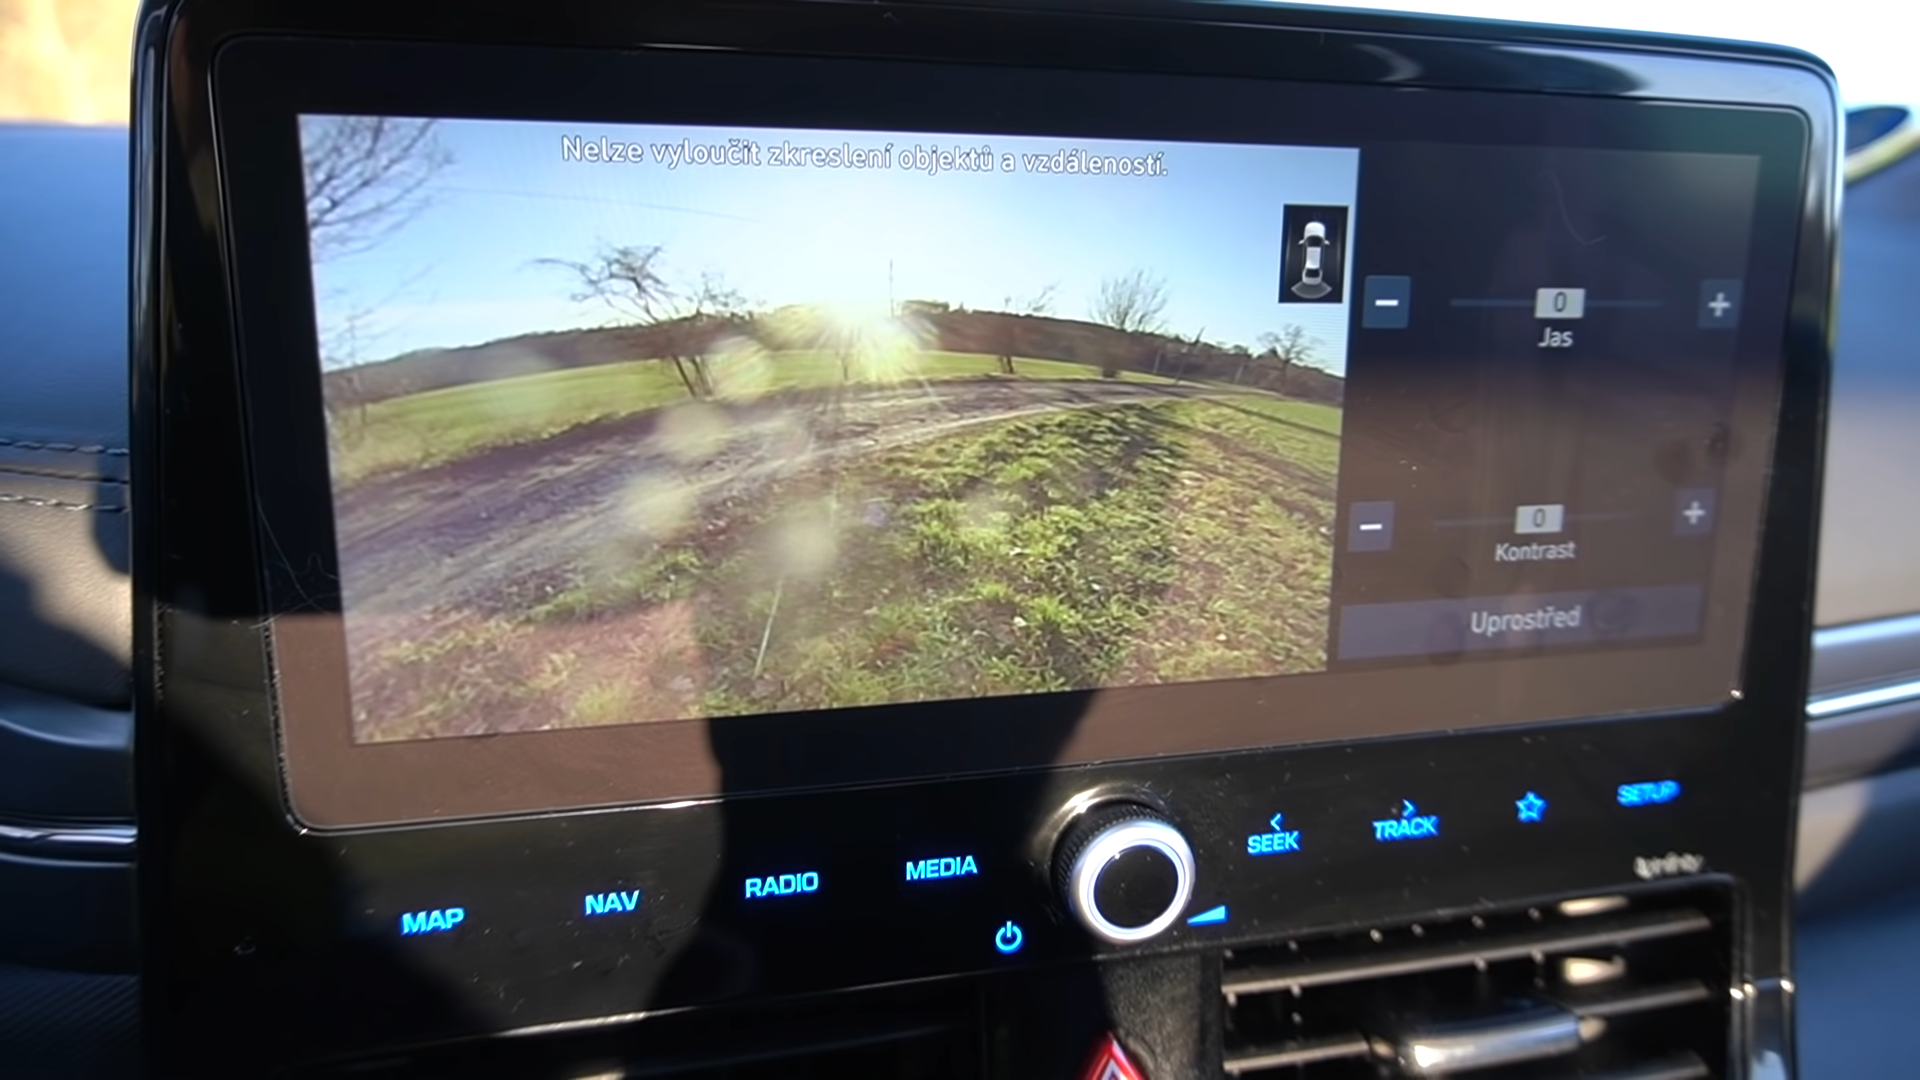 Nelze vyloučit zkreslení objektů a vzdáleností.
0
Jas
0
Kontrast
Uprostřed
MAP
NAV
RADIO
MEDIA
SEEK
TRACK
SETUP